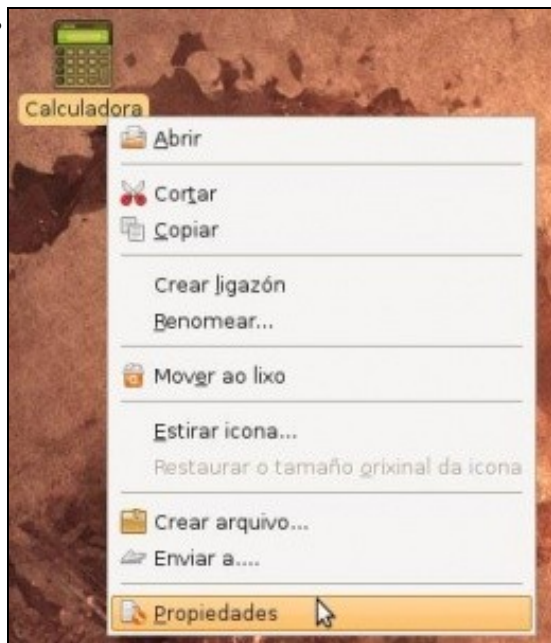 Calculadora
Abrir
Cortar
Copiar
Crear ligazón
Renomear...
Mover ao lixo
Estirar icona...
Restaurar o tamaño orixinal da icona
Crear arquivo...
Enviar a....
Propiedades